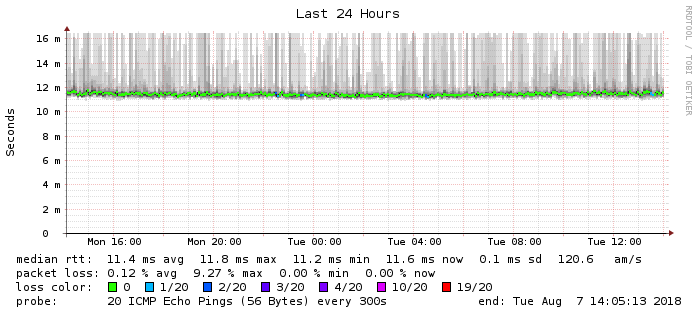 Last 24 Hours
RRDTOOL / TOBI OETIKER
Seconds
16 m
14 m
12 m
10 m
8 m
6 m
4 m
2 m
0
Mon 16:00 Mon 20:00 Tue 00:00 Tue 04:00 Tue 08:00 Tue 12:00
median rtt: 11.4 ms avg 11.8 ms max 11.2 ms min 11.6 ms now 0.1 ms sd 120.6 am/s
packet loss: 0.12 % avg 9.27 % max 0.00 % min 0.00 % now
loss color: 0 1/20 2/20 3/20 4/20 10/20 19/20
probe: 20 ICMP Echo Pings (56 Bytes) every 300s end: Tue Aug 7 14:05:13 2018